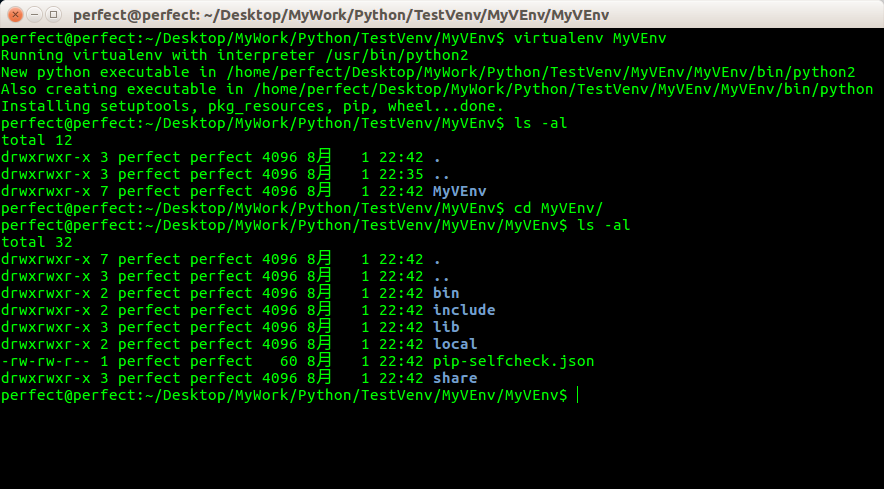 perfect@perfect: ~/Desktop/MyWork/Python/TestVenv/MyVEnv/MyVEnv
perfect@perfect:~/Desktop/MyWork/Python/TestVenv/MyVEnv$ virtualenv MyVEnv
Running virtualenv with interpreter /usr/bin/python2
New python executable in /home/perfect/Desktop/MyWork/Python/TestVenv/MyVEnv/MyVEnv/bin/python2
Also creating executable in /home/perfect/Desktop/MyWork/Python/TestVenv/MyVEnv/MyVEnv/bin/python
Installing setuptools, pkg_resources, pip, wheel...done.
perfect@perfect:~/Desktop/MyWork/Python/TestVenv/MyVEnv$ ls -al
total 12
drwxrwxr-x 3 perfect perfect 4096 8月   1 22:42 .
drwxrwxr-x 3 perfect perfect 4096 8月   1 22:35 ..
drwxrwxr-x 7 perfect perfect 4096 8月   1 22:42 MyVEnv
perfect@perfect:~/Desktop/MyWork/Python/TestVenv/MyVEnv$ cd MyVEnv/
perfect@perfect:~/Desktop/MyWork/Python/TestVenv/MyVEnv/MyVEnv$ ls -al
total 32
drwxrwxr-x 7 perfect perfect 4096 8月   1 22:42 .
drwxrwxr-x 3 perfect perfect 4096 8月   1 22:42 ..
drwxrwxr-x 2 perfect perfect 4096 8月   1 22:42 bin
drwxrwxr-x 2 perfect perfect 4096 8月   1 22:42 include
drwxrwxr-x 3 perfect perfect 4096 8月   1 22:42 lib
drwxrwxr-x 2 perfect perfect 4096 8月   1 22:42 local
-rw-rw-r-- 1 perfect perfect   60 8月   1 22:42 pip-selfcheck.json
drwxrwxr-x 3 perfect perfect 4096 8月   1 22:42 share
perfect@perfect:~/Desktop/MyWork/Python/TestVenv/MyVEnv/MyVEnv$